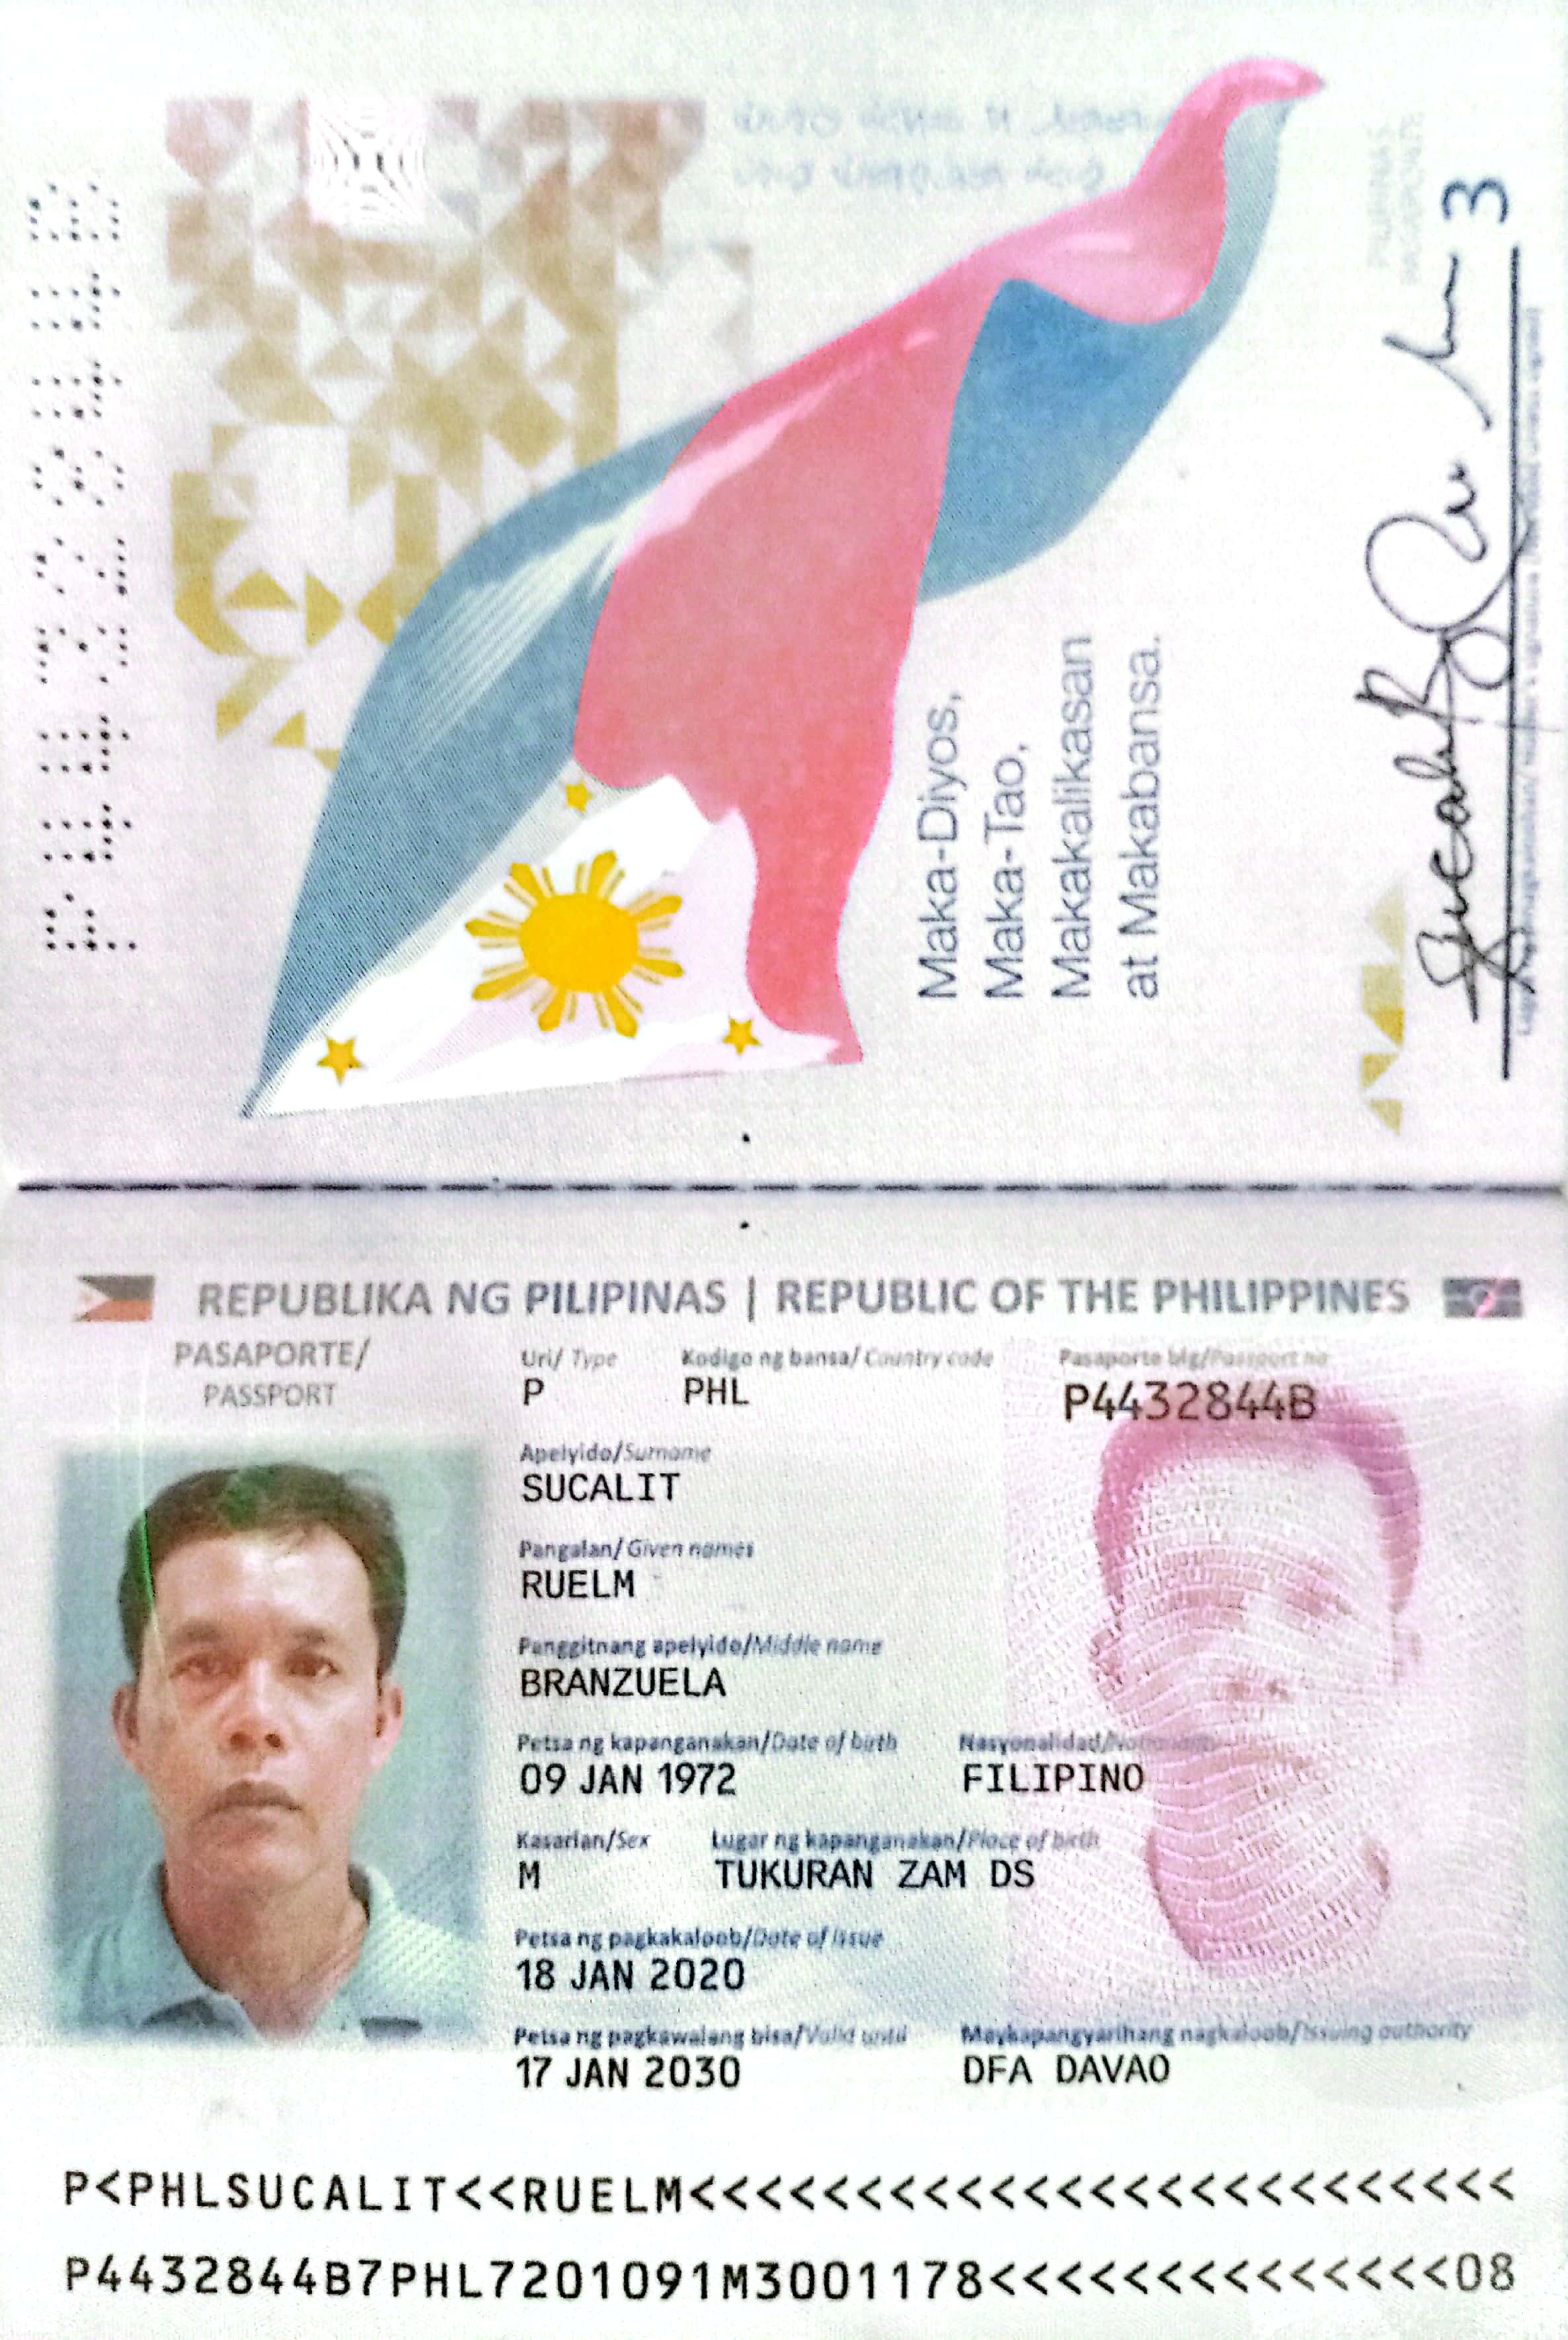 P4432844B
Maka-Diyos,
Maka-Tao,
Makakalikasan
at Makabansa.
PILIPINAS
PASAPORTE
3
REPUBLIKA NG PILIPINAS | REPUBLIC OF THE PHILIPPINES
PASAPORTE/
PASSPORT
Uri/ Type
Kodigo ng bansa/ Country code
Pasaporte blg/Passport no
P
PHL
P4432844B
Apelyido/Surname
SUCALIT
Pangalan/ Given names
RUELM
Panggitnang apelyido/Middle name
BRANZUELA
Petsa ng kapanganakan/Date of birth
Nasyonalidad/Nationality
09 JAN 1972
FILIPINO
Kasarian/Sex
Lugar ng kapanganakan/Place of birth
M
TUKURAN ZAM DS
Petsa ng pagkakaloob/Date of issue
18 JAN 2020
Petsa ng pagkawalang bisa/Valid until
Maykapangyarihang nagkaloob/Issuing authority
17 JAN 2030
DFA DAVAO
P<PHLSUCALIT<<RUELM<<<<<<<<<<<<<<<<<<<<<<<<<
P4432844B7PHL7201091M3001178<<<<<<<<<<<<<<08